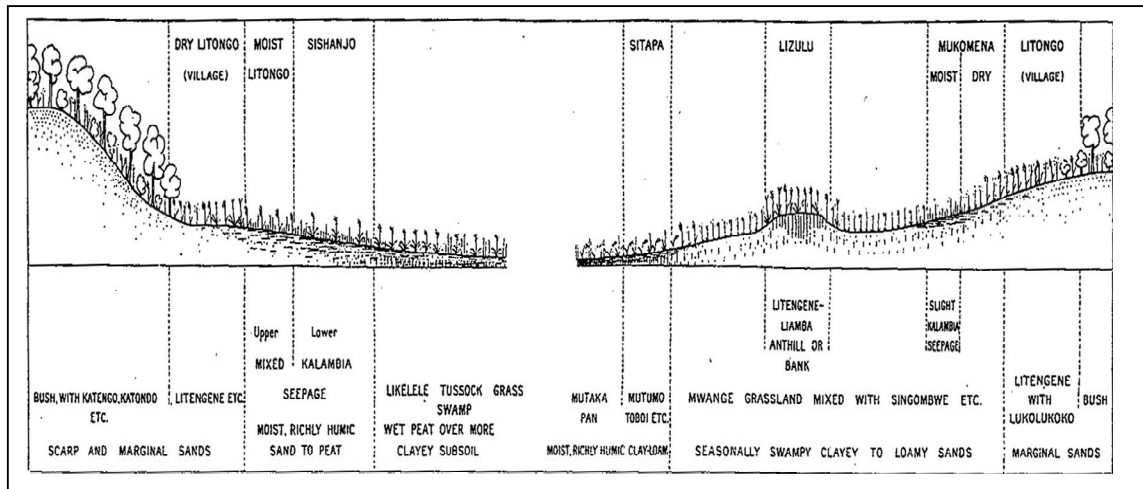 DRY LITONGO
(VILLAGE)
MOIST
LITONGO
SISHANJO
SITAPA
LIZULU
MUKOMENA
MOIST
DRY
LITONGO
(VILLAGE)
Upper
MIXED
Lower
KALAMBIA
SEEPAGE
LITENGENE-
LIAMBA
ANTHILL OR
BANK
SLIGHT
KALAMBIA
SEEPAGE
BUSH, WITH KATENGO, KATONDO
ETC.
LITENGENE ETC.
LIKELELE TUSSOCK GRASS
SWAMP
MUTAKA
PAN
MUTUMO
TOBOI ETC.
MWANGE GRASSLAND MIXED WITH SINGOMBWE ETC.
LITENGENE
WITH
LUKOLUKOKO
BUSH
SCARP AND MARGINAL SANDS
MOIST, RICHLY HUMIC
SAND TO PEAT
WET PEAT OVER MORE
CLAYEY SUBSOIL
MOIST, RICHLY HUMIC CLAY-LOAM.
SEASONALLY SWAMPY CLAYEY TO LOAMY SANDS
MARGINAL SANDS